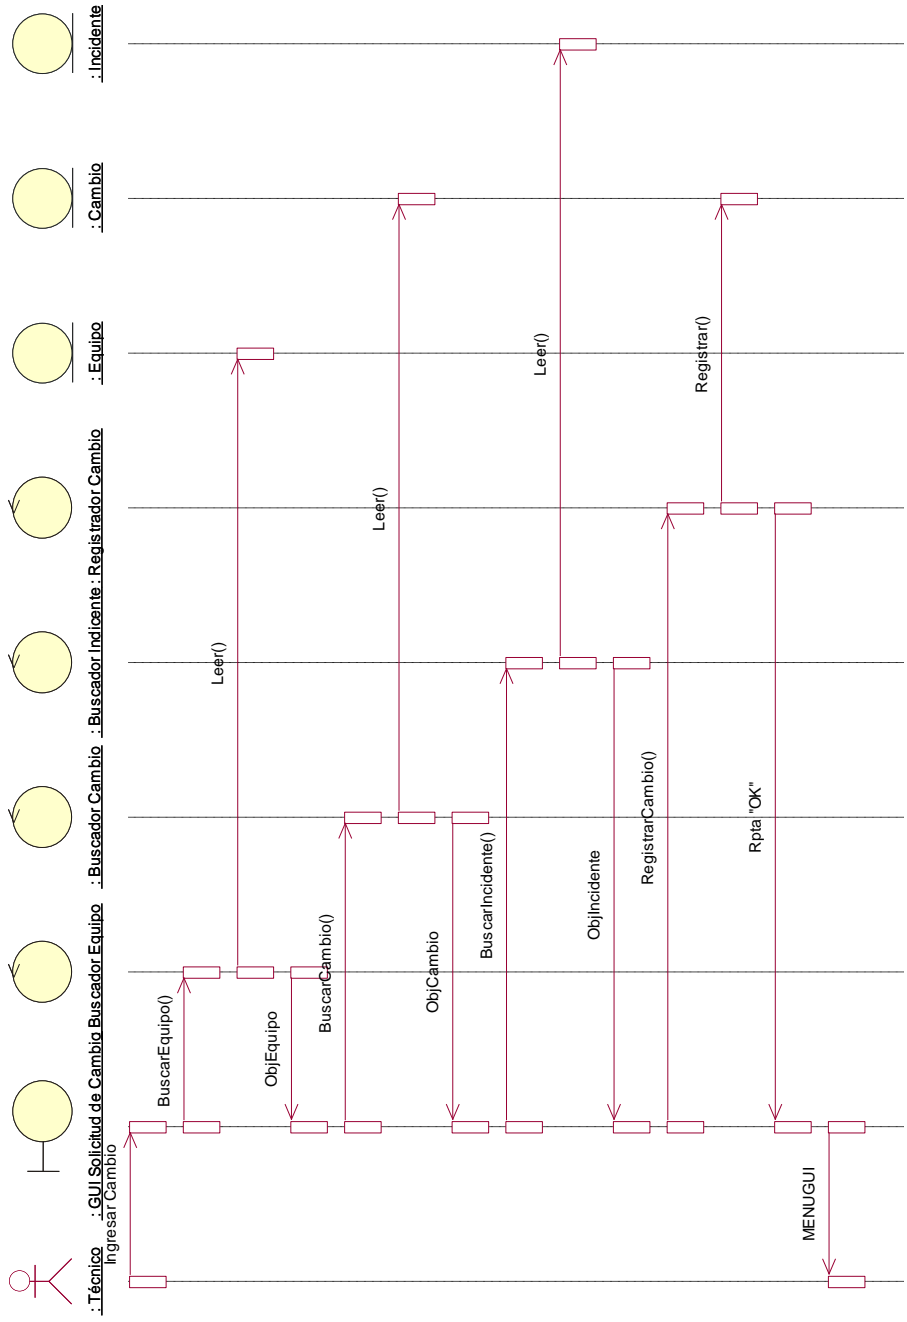 : Técnico
: GUI Solicitud de Cambio
Buscador Equipo
: Buscador Cambio
: Buscador Indicente
: Registrador Cambio
: Equipo
: Cambio
: Incidente
Ingresar Cambio
BuscarEquipo()
Leer()
ObjEquipo
BuscarCambio()
Leer()
ObjCambio
BuscarIncidente()
Leer()
ObjIncidente
RegistrarCambio()
Registrar()
Rpta "OK"
MENUGUI